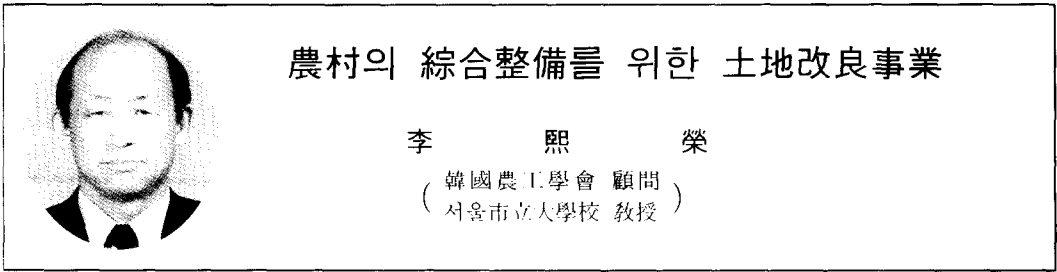 農村의 綜合整備를 위한 土地改良事業
李 熙 榮
( 韓國農工學會 顧問
서울市立大學校 敎授 )